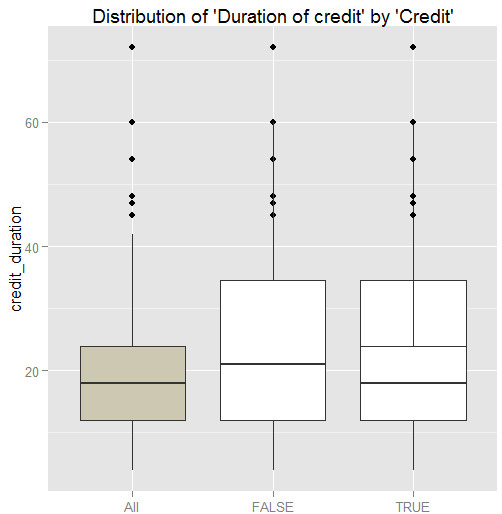 Distribution of 'Duration of credit' by 'Credit'
credit_duration
60
40
20
All
FALSE
TRUE